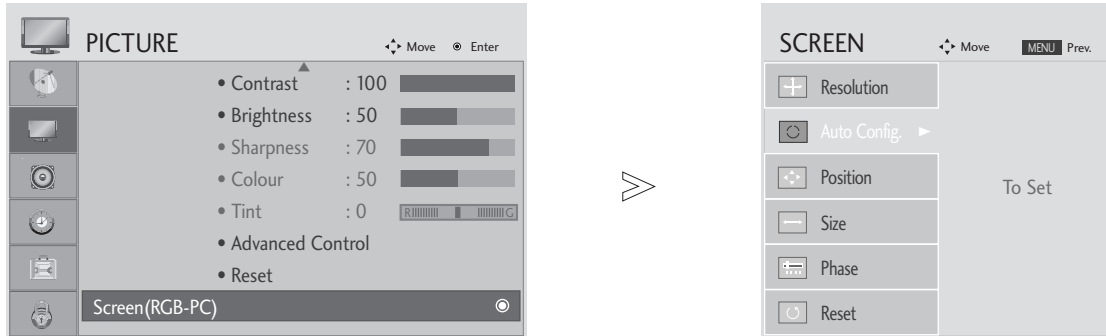 PICTURE
Move Enter
• Contrast : 100
• Brightness : 50
• Sharpness : 70
• Colour : 50
• Tint : 0 R G
• Advanced Control
• Reset
Screen(RGB-PC)
SCREEN
Move MENU Prev.
Resolution
Auto Config.
Position
Size
Phase
Reset
To Set